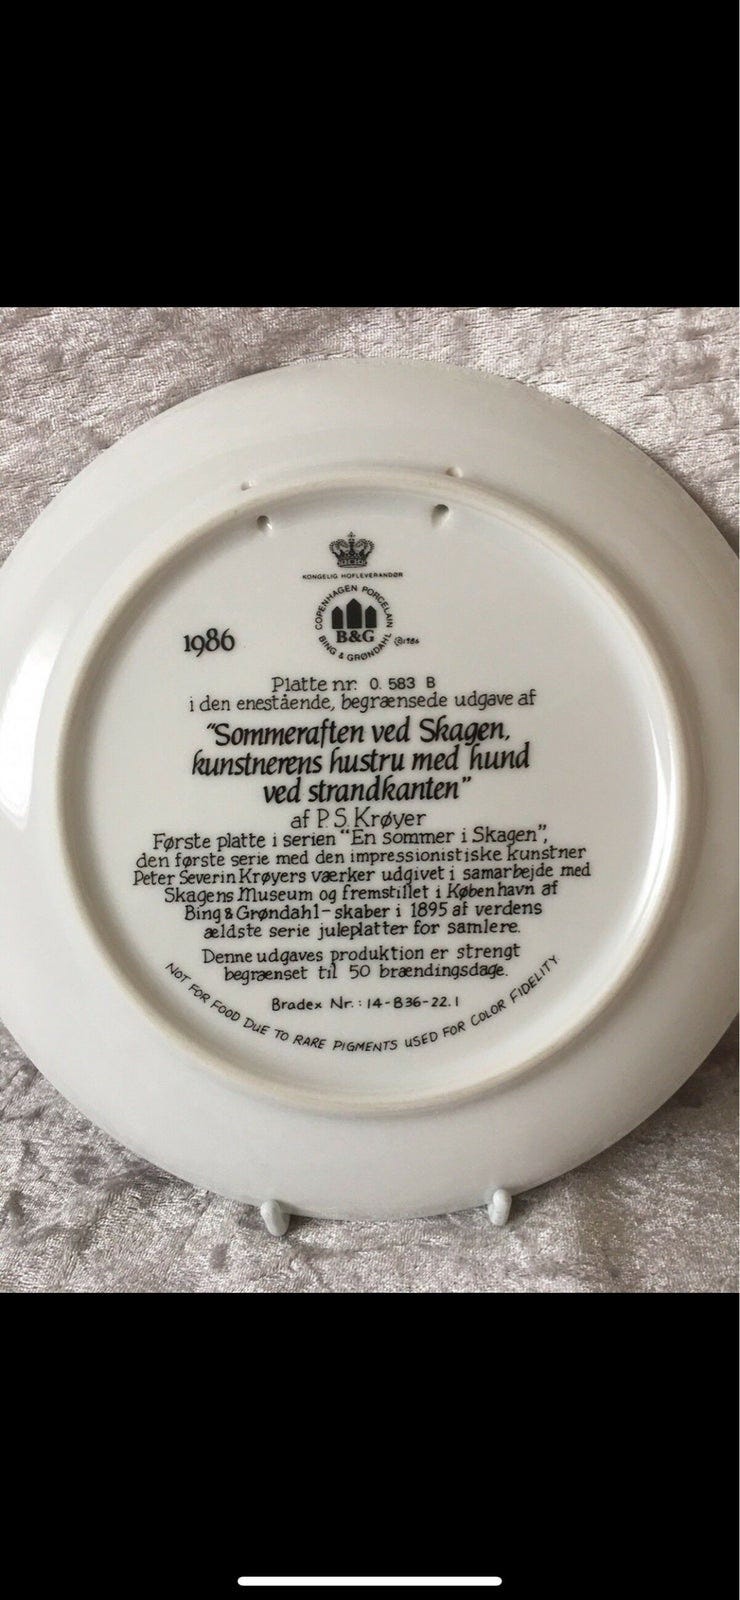 KONGELIG HOFLEVERANDØR
COPENHAGEN PORCELAIN
B&G
BING & GRØNDAHL
©1986
1986
Platte nr. 0. 583 B
i den enestående, begrænsede udgave af
"Sommeraften ved Skagen,
kunstnerens hustru med hund
ved strandkanten"
af P.S. Krøyer
Første platte i serien "En sommer i Skagen",
den første serie med den impressionistiske kunstner
Peter Severin Krøyers værker udgivet i samarbejde med
Skagens Museum og fremstillet i København af
Bing & Grøndahl - skaber i 1895 af verdens
ældste serie juleplatter for samlere.
Denne udgaves produktion er strengt
begrænset til 50 brændingsdage.
Bradex Nr.: 14-B36-22.1
NOT FOR FOOD DUE TO RARE PIGMENTS USED FOR COLOR FIDELITY.